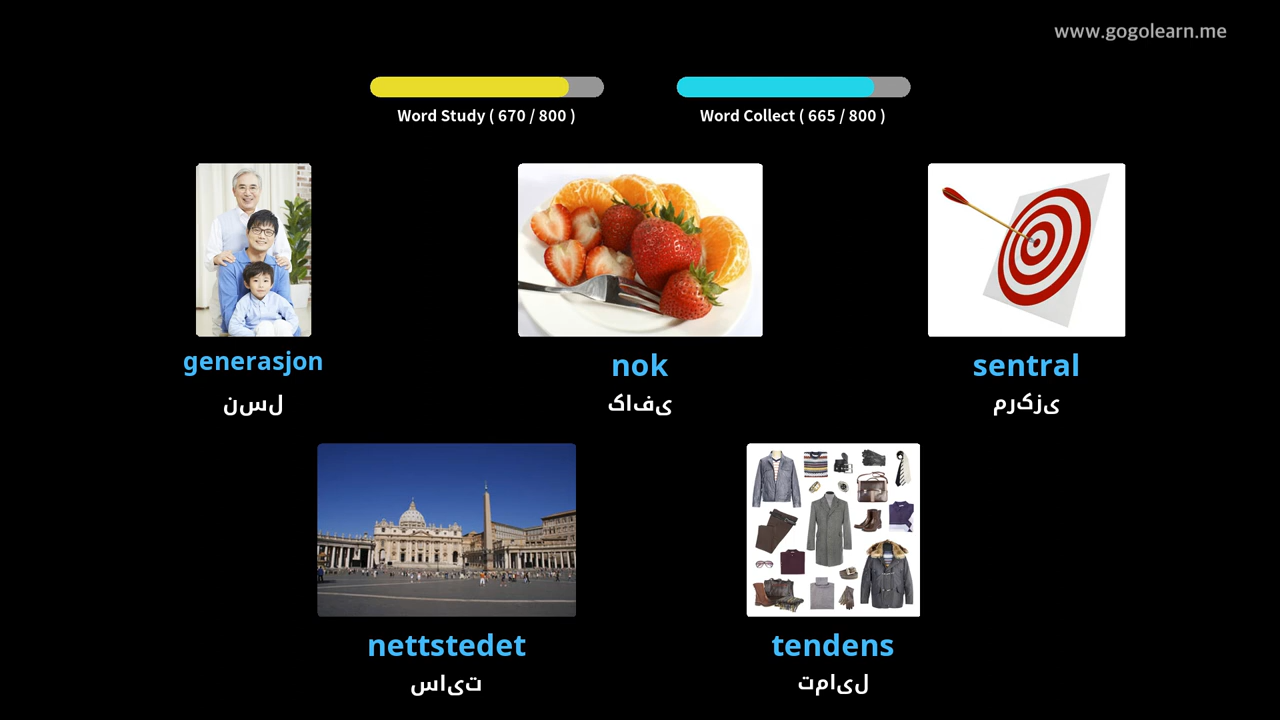 www.gogolearn.me
Word Study ( 670 / 800 )
Word Collect ( 665 / 800 )
generasjon
نسل
nok
کافی
sentral
مرکزی
nettstedet
سایت
tendens
تمایل